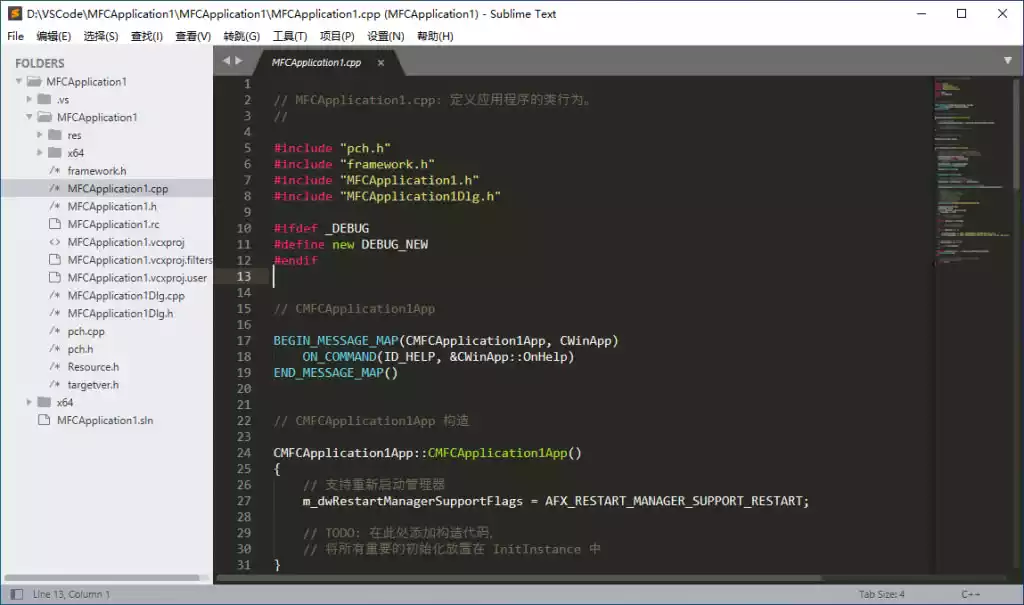 D:\VSCode\MFCApplication1\MFCApplication1\MFCApplication1.cpp (MFCApplication1) - Sublime Text
File 编辑(E) 选择(S) 查找(I) 查看(V) 转跳(G) 工具(T) 项目(P) 设置(N) 帮助(H)
FOLDERS
MFCApplication1
.vs
MFCApplication1
res
x64
/* framework.h
/* MFCApplication1.cpp
/* MFCApplication1.h
MFCApplication1.rc
<> MFCApplication1.vcxproj
MFCApplication1.vcxproj.filters
MFCApplication1.vcxproj.user
/* MFCApplication1Dlg.cpp
/* MFCApplication1Dlg.h
/* pch.cpp
/* pch.h
/* Resource.h
/* targetver.h
x64
MFCApplication1.sln
MFCApplication1.cpp ×
1
2 // MFCApplication1.cpp: 定义应用程序的类行为。
3 //
4
5 #include "pch.h"
6 #include "framework.h"
7 #include "MFCApplication1.h"
8 #include "MFCApplication1Dlg.h"
9
10 #ifdef _DEBUG
11 #define new DEBUG_NEW
12 #endif
13
14
15 // CMFCApplication1App
16
17 BEGIN_MESSAGE_MAP(CMFCApplication1App, CWinApp)
18     ON_COMMAND(ID_HELP, &CWinApp::OnHelp)
19 END_MESSAGE_MAP()
20
21
22 // CMFCApplication1App 构造
23
24 CMFCApplication1App::CMFCApplication1App()
25 {
26     // 支持重新启动管理器
27     m_dwRestartManagerSupportFlags = AFX_RESTART_MANAGER_SUPPORT_RESTART;
28
29     // TODO: 在此处添加构造代码,
30     // 将所有重要的初始化放置在 InitInstance 中
31 }
Line 13, Column 1 Tab Size: 4 C++